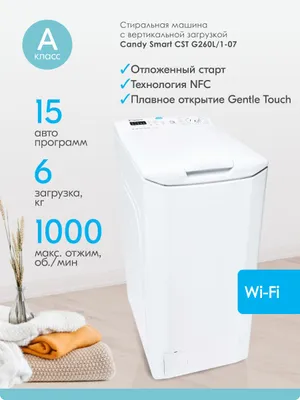 А
класс
Стиральная машина
с вертикальной загрузкой
Candy Smart CST G260L/1-07
Отложенный старт
Технология NFC
Плавное открытие Gentle Touch
15
авто
программ
6
загрузка,
кг
1000
макс. отжим,
об./мин
Wi-Fi